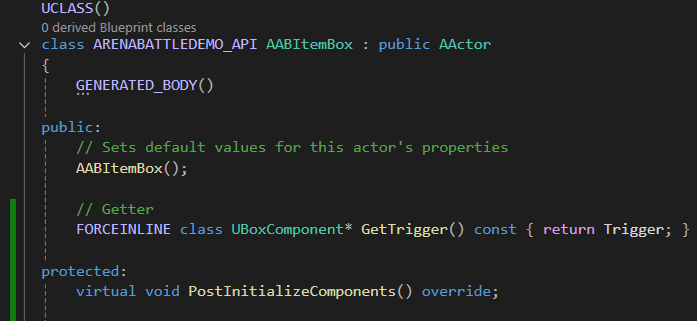 UCLASS()
0 derived Blueprint classes
class ARENABATTLEDEMO_API AABItemBox : public AActor
{
GENERATED_BODY()
public:
// Sets default values for this actor's properties
AABItemBox();
// Getter
FORCEINLINE class UBoxComponent* GetTrigger() const { return Trigger; }
protected:
virtual void PostInitializeComponents() override;